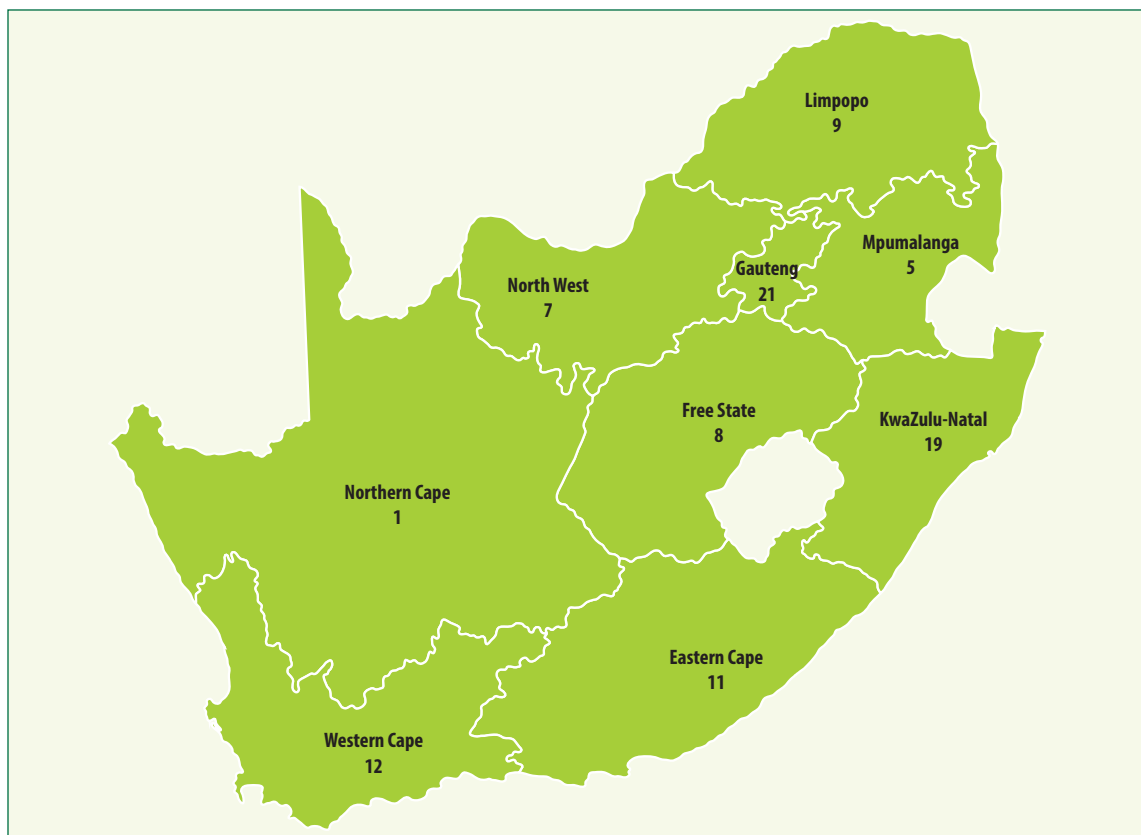 Limpopo
9
Mpumalanga
5
Gauteng
21
North West
7
Free State
8
KwaZulu-Natal
19
Northern Cape
1
Eastern Cape
11
Western Cape
12